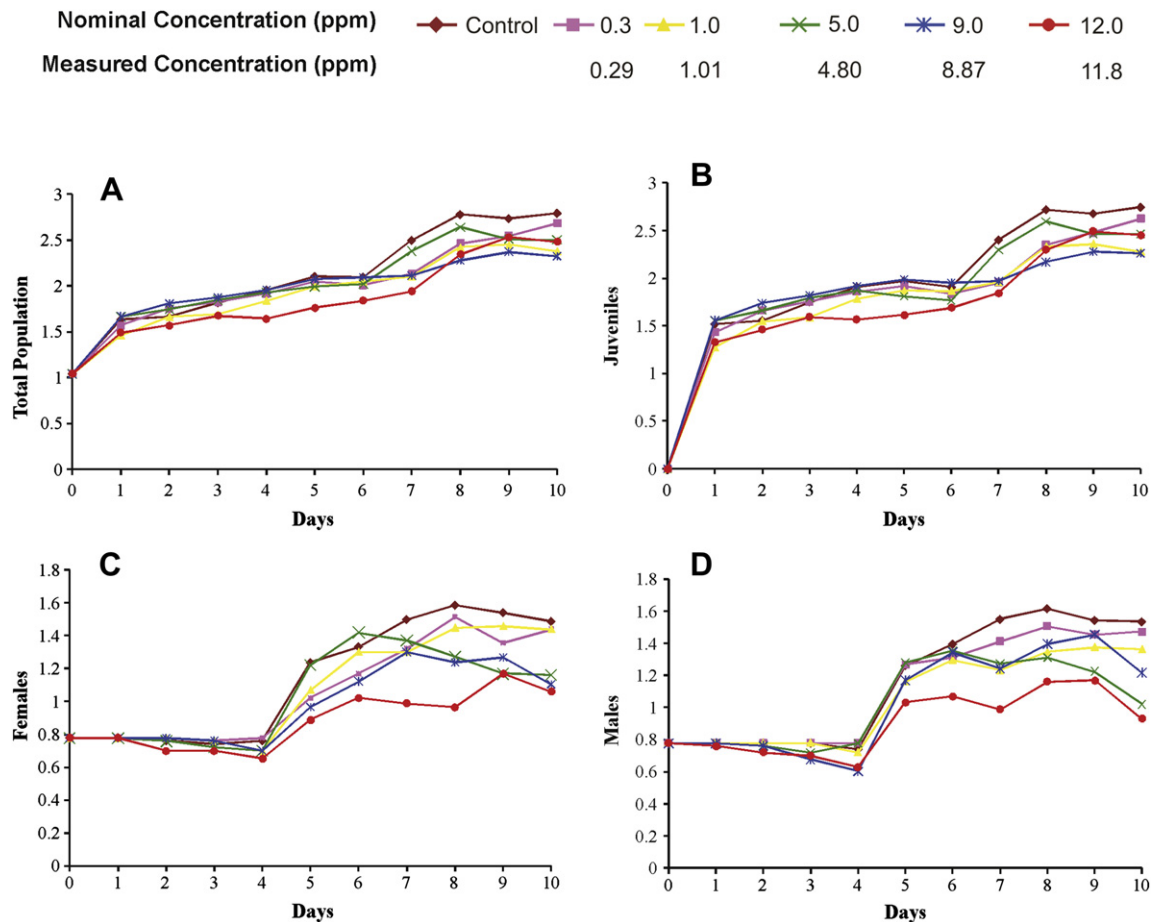 Nominal Concentration (ppm) Control 0.3 1.0 5.0 9.0 12.0
Measured Concentration (ppm) 0.29 1.01 4.80 8.87 11.8
A
Total Population
3
2.5
2
1.5
1
0.5
0
0 1 2 3 4 5 6 7 8 9 10
Days
B
Juveniles
3
2.5
2
1.5
1
0.5
0
0 1 2 3 4 5 6 7 8 9 10
Days
C
Females
1.8
1.6
1.4
1.2
1
0.8
0.6
0.4
0.2
0
0 1 2 3 4 5 6 7 8 9 10
Days
D
Males
1.8
1.6
1.4
1.2
1
0.8
0.6
0.4
0.2
0
0 1 2 3 4 5 6 7 8 9 10
Days